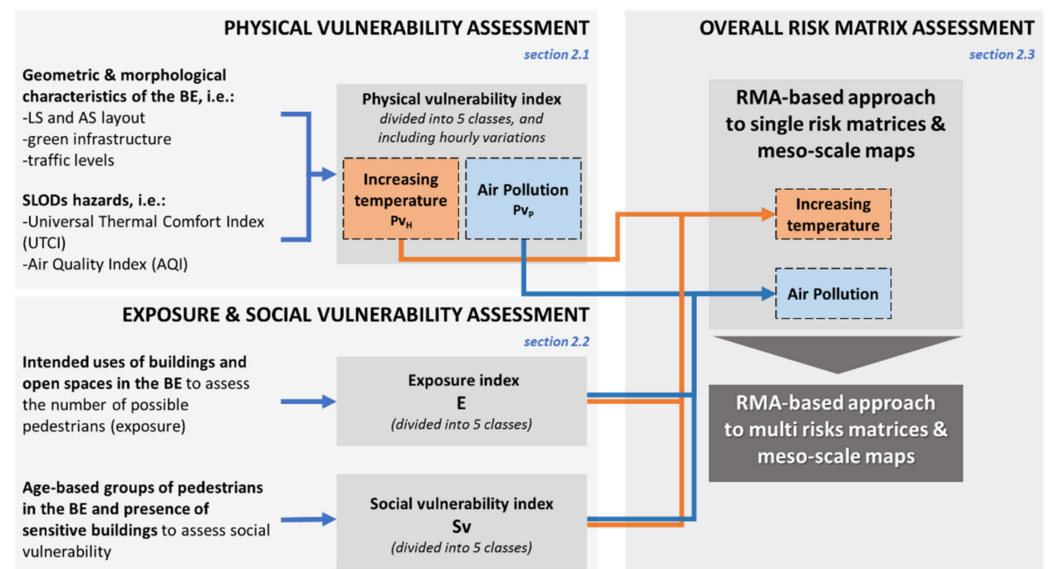 PHYSICAL VULNERABILITY ASSESSMENT
section 2.1
Geometric & morphological
characteristics of the BE, i.e.:
-LS and AS layout
-green infrastructure
-traffic levels
SLODs hazards, i.e.:
-Universal Thermal Comfort Index
(UTCI)
-Air Quality Index (AQI)
Physical vulnerability index
divided into 5 classes, and
including hourly variations
Increasing
temperature
PvH
Air Pollution
PvP
EXPOSURE & SOCIAL VULNERABILITY ASSESSMENT
section 2.2
Intended uses of buildings and
open spaces in the BE to assess
the number of possible
pedestrians (exposure)
Exposure index
E
(divided into 5 classes)
Age-based groups of pedestrians
in the BE and presence of
sensitive buildings to assess social
vulnerability
Social vulnerability index
Sv
(divided into 5 classes)
OVERALL RISK MATRIX ASSESSMENT
section 2.3
RMA-based approach
to single risk matrices &
meso-scale maps
Increasing
temperature
Air Pollution
RMA-based approach
to multi risks matrices &
meso-scale maps